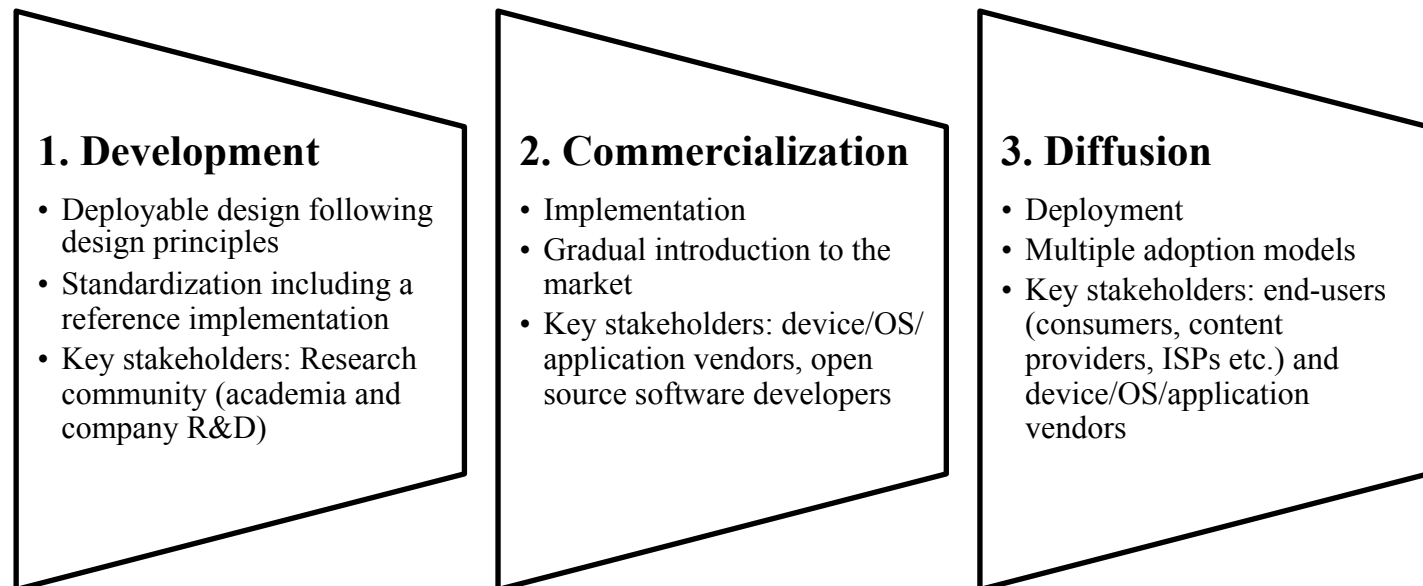 1. Development
• Deployable design following
design principles
• Standardization including a
reference implementation
• Key stakeholders: Research
community (academia and
company R&D)
2. Commercialization
• Implementation
• Gradual introduction to the
market
• Key stakeholders: device/OS/
application vendors, open
source software developers
3. Diffusion
• Deployment
• Multiple adoption models
• Key stakeholders: end-users
(consumers, content
providers, ISPs etc.) and
device/OS/application
vendors